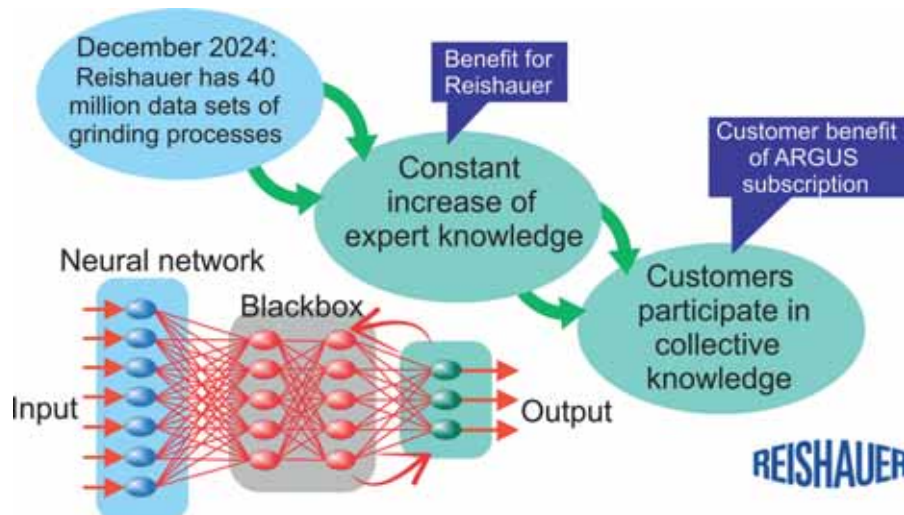 December 2024:
Reishauer has 40
million data sets of
grinding processes
Benefit for
Reishauer
Constant
increase of
expert knowledge
Customer benefit
of ARGUS
subscription
Customers
participate in
collective
knowledge
Neural network
Blackbox
Input
Output
REISHAUER